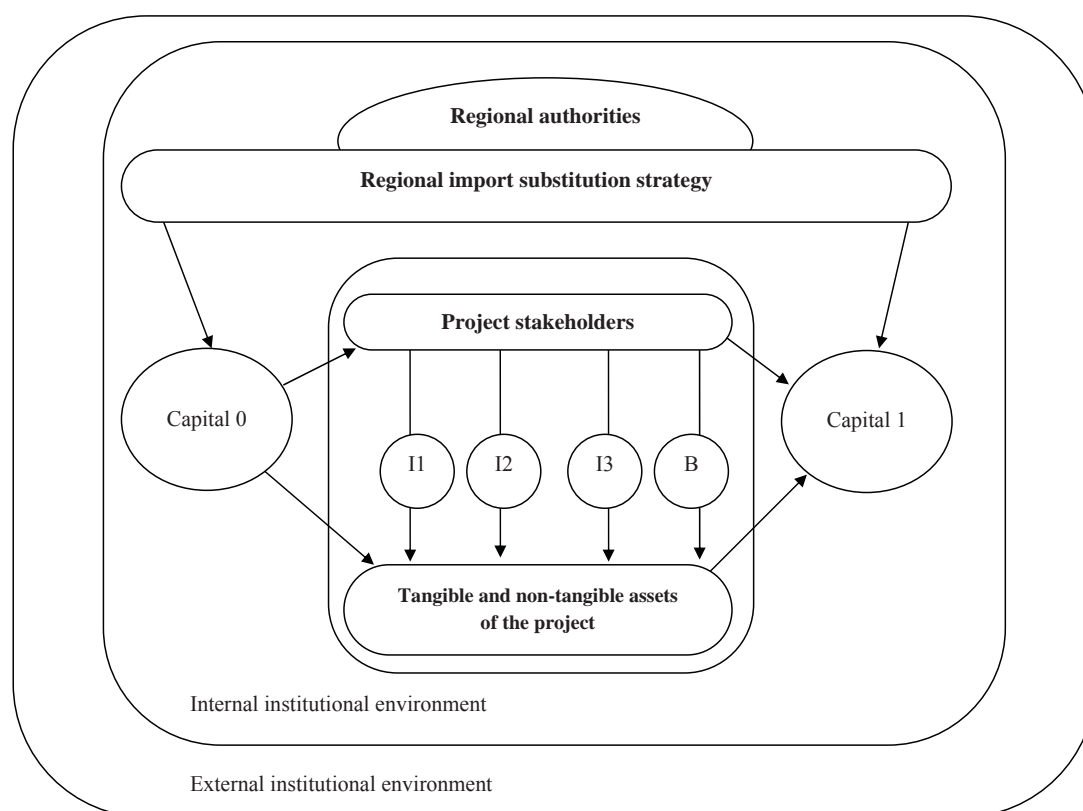 Regional authorities
Regional import substitution strategy
Project stakeholders
Capital 0
Capital 1
I1
I2
I3
B
Tangible and non-tangible assets
of the project
Internal institutional environment
External institutional environment